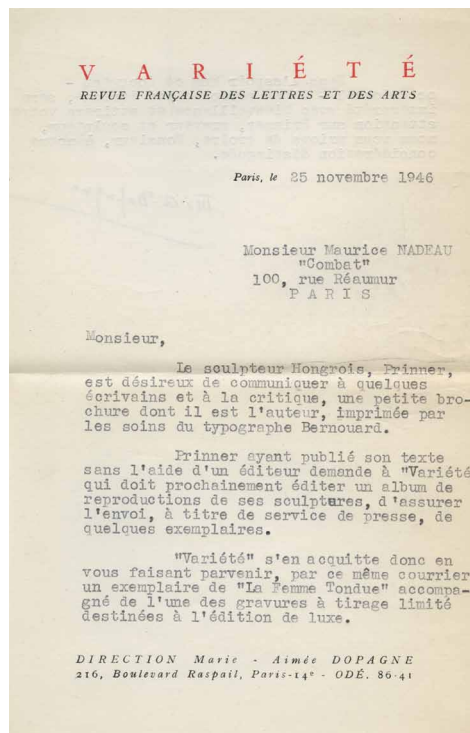 VARIÉTÉ
REVUE FRANÇAISE DES LETTRES ET DES ARTS
Paris, le 25 novembre 1946
Monsieur Maurice NADEAU
"Combat"
100, rue Réaumur
P A R I S
Monsieur,
Le sculpteur Hongrois, Prinner,
est désireux de communiquer à quelques
écrivains et à la critique, une petite bro-
chure dont il est l'auteur, imprimée par
les soins du typographe Bernouard.
Prinner ayant publié son texte
sans l'aide d'un éditeur demande à "Variété
qui doit prochainement éditer un album de
reproductions de ses sculptures, d'assurer
l'envoi, à titre de service de presse, de
quelques exemplaires.
"Variété" s'en acquitte donc en
vous faisant parvenir, par ce même courrier
un exemplaire de "La Femme Tondue" accompa-
gné de l'une des gravures à tirage limité
destinées à l'édition de luxe.
DIRECTION Marie - Aimée DOPAGNE
216, Boulevard Raspail, Paris-14e - ODÉ. 86-41